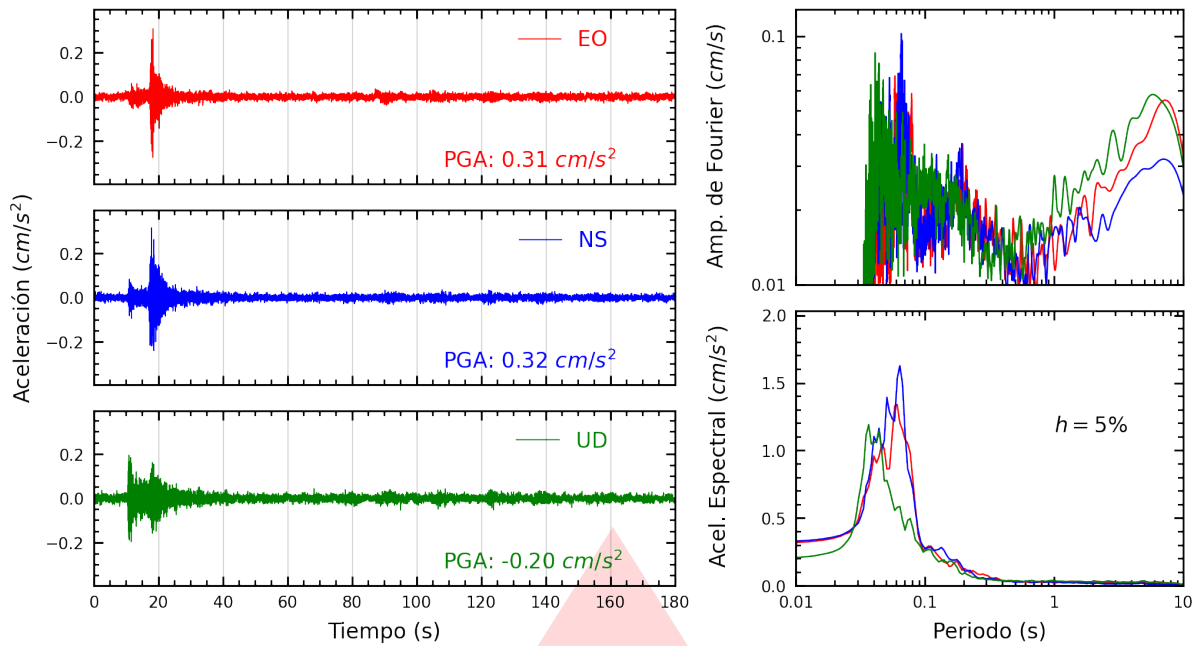 Aceleración (cm/s²)
0.2
0.0
−0.2
EO
PGA: 0.31 cm/s²
0.2
0.0
−0.2
NS
PGA: 0.32 cm/s²
0.2
0.0
−0.2
UD
PGA: -0.20 cm/s²
0 20 40 60 80 100 120 140 160 180
Tiempo (s)
Amp. de Fourier (cm/s)
0.1
0.01
Acel. Espectral (cm/s²)
2.0
1.5
1.0
0.5
0.0
h = 5%
0.01 0.1 1 10
Periodo (s)